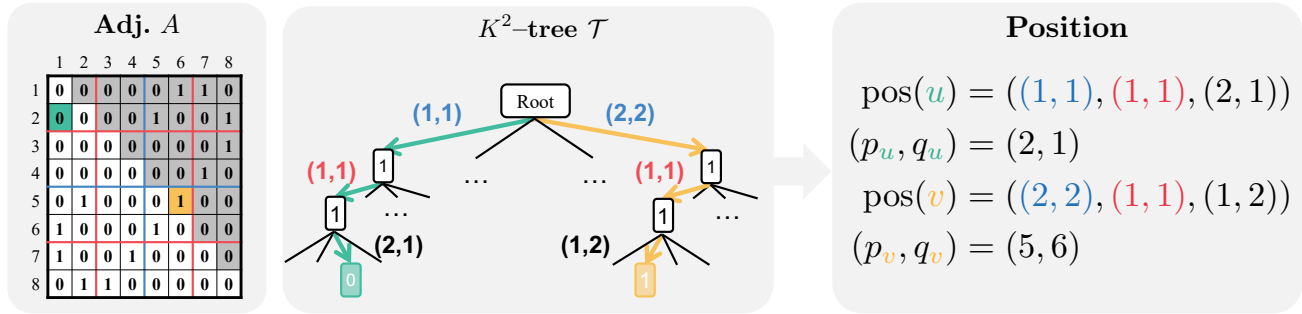 Adj. A
1 2 3 4 5 6 7 8
1 0 0 0 0 0 1 1 0
2 0 0 0 0 1 0 0 1
3 0 0 0 0 0 0 0 1
4 0 0 0 0 0 0 1 0
5 0 1 0 0 0 1 0 0
6 1 0 0 0 1 0 0 0
7 1 0 0 1 0 0 0 0
8 0 1 1 0 0 0 0 0
K²–tree 𝒯
Root
(1,1) (2,2)
(1,1) 1 ... ... (1,1) 1
1 ... 1 ...
(2,1) (1,2)
0 1
Position
pos(u) = ((1, 1), (1, 1), (2, 1))
(pᵤ, qᵤ) = (2, 1)
pos(v) = ((2, 2), (1, 1), (1, 2))
(pᵥ, qᵥ) = (5, 6)